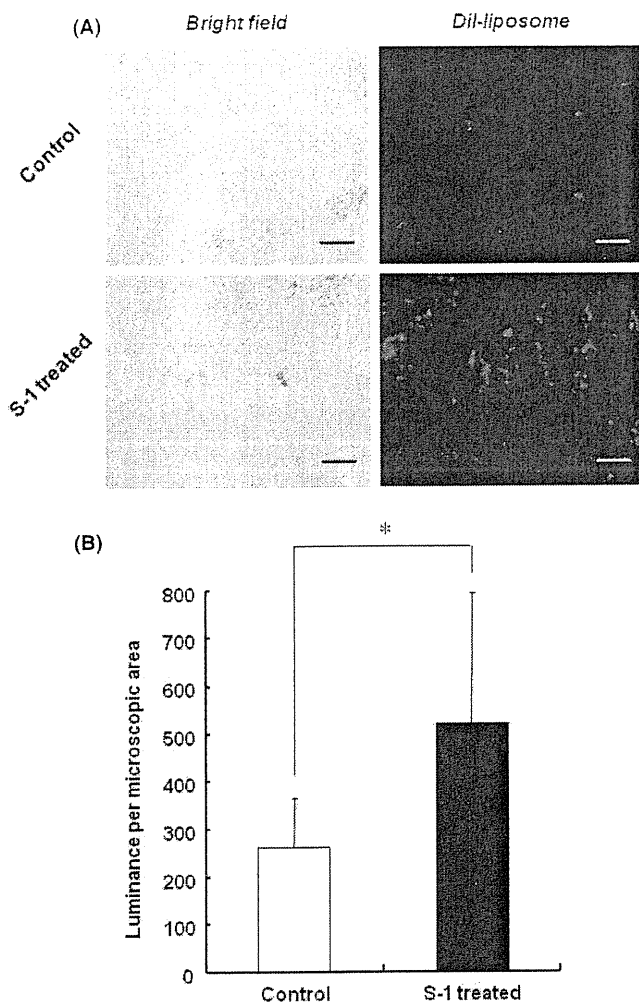 (A)
Bright field
DiI-liposome
Control
S-1 treated
(B)
*
Luminance per microscopic area
800
700
600
500
400
300
200
100
0
Control
S-1 treated